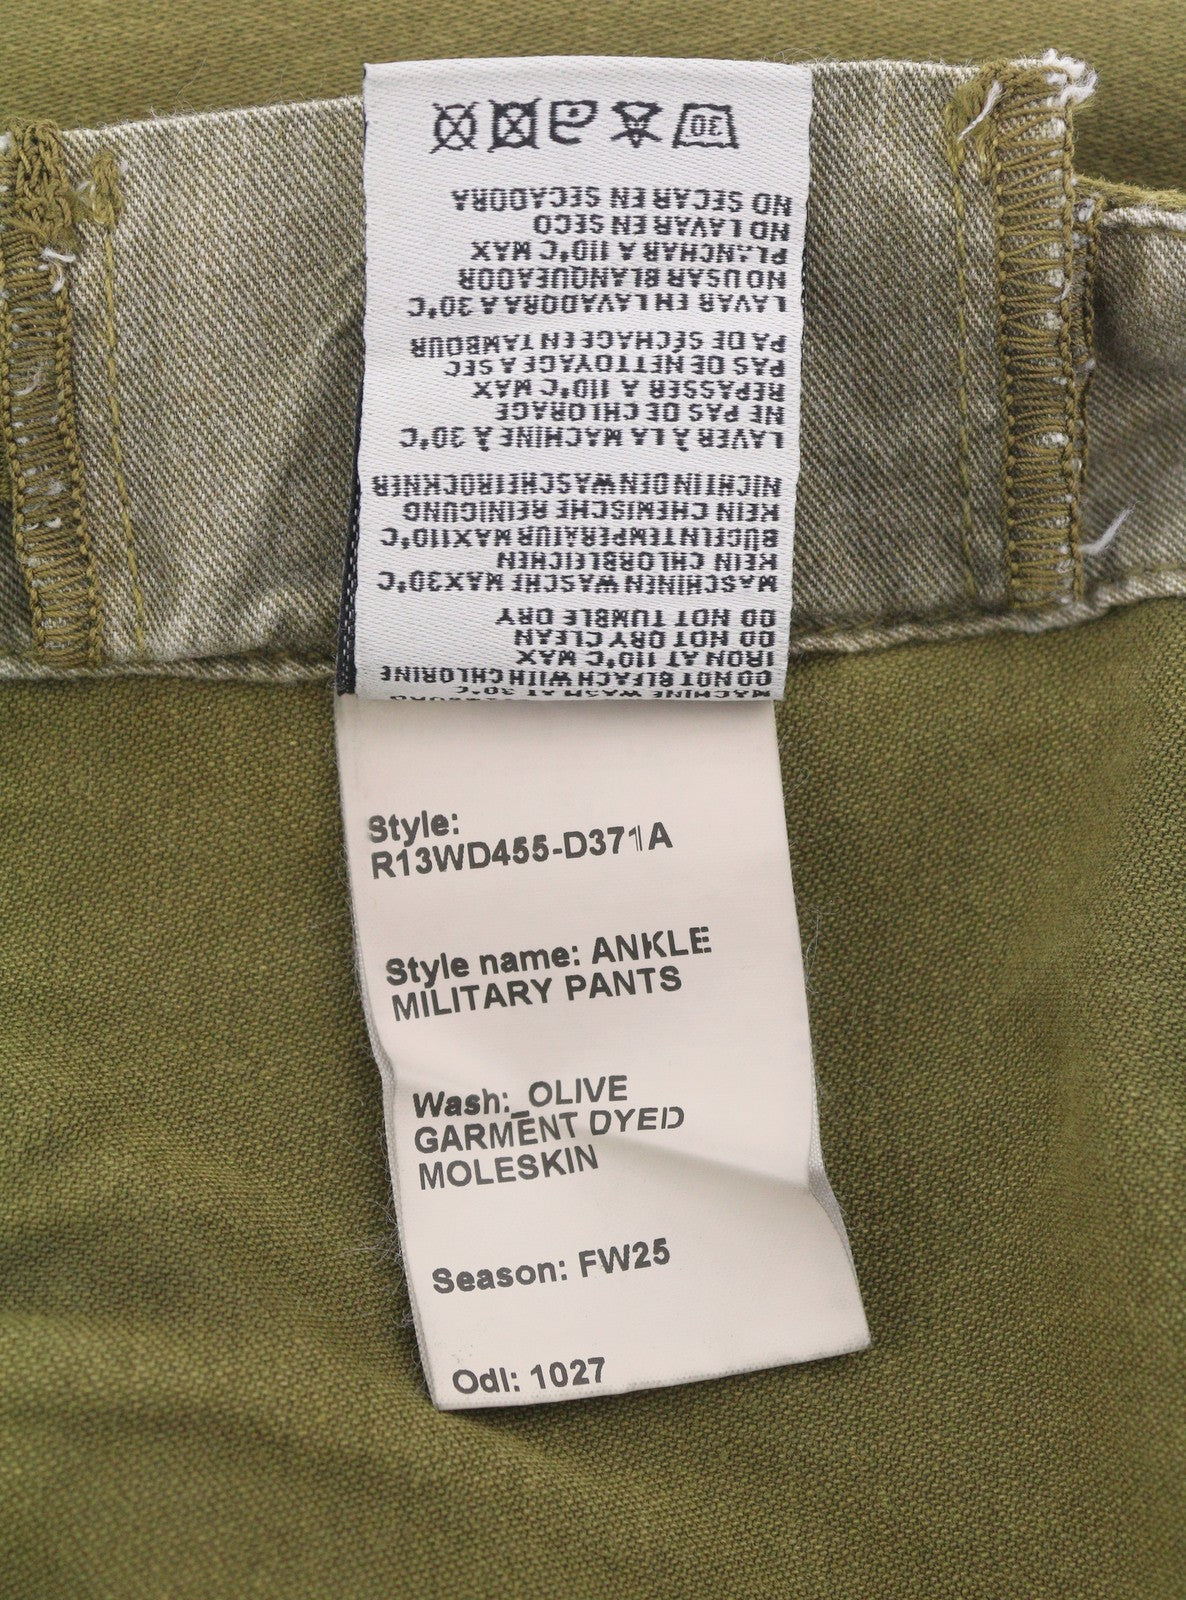 MACHINE WASH AT 30°C
DO NOT BLEACH WITH CHLORINE
IRON AT 110°C MAX
DO NOT DRY CLEAN
DO NOT TUMBLE DRY
MASCHINEN WASCHE MAX 30°C
KEIN CHLORBLEICHEN
BÜGELN TEMPERATUR MAX 110°C
KEIN CHEMISCHE REINIGUNG
NICHT IN DEN WASCHETROCKNER
LAVER À LA MACHINE À 30°C
NE PAS DE CHLORAGE
REPASSER A 110°C MAX
PAS DE NETTOYAGE A SEC
PA DE SÉCHAGE EN TAMBOUR
LAVAR EN LAVADORA A 30°C
NO USAR BLANQUEADOR
PLANCHAR A 110°C MAX
NO LAVAR EN SECO
NO SECAR EN SECADORA
30
Style:
R13WD455-D371A
Style name: ANKLE
MILITARY PANTS
Wash:_OLIVE
GARMENT DYED
MOLESKIN
Season: FW25
Odl: 1027